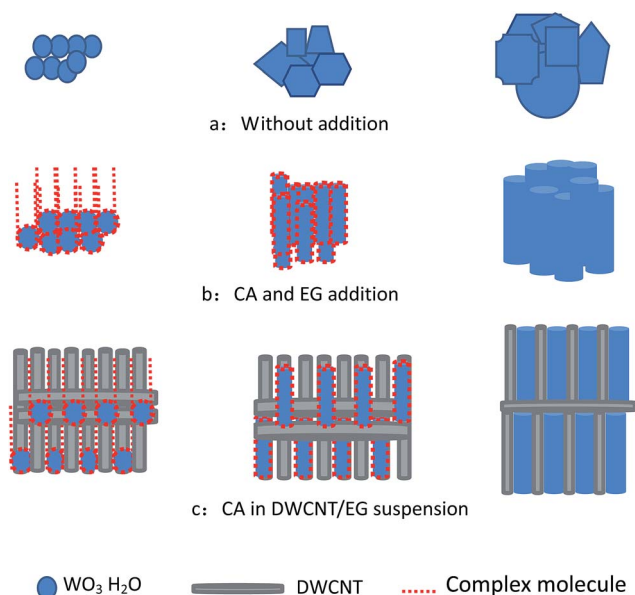 a: Without addition
b: CA and EG addition
c: CA in DWCNT/EG suspension
WO₃ H₂O DWCNT Complex molecule